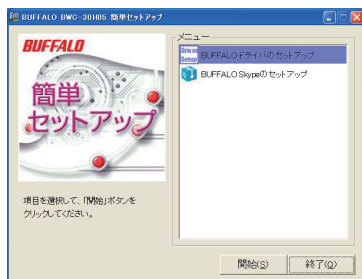 BUFFALO BWC-30H05 簡単セットアップ
BUFFALO
簡単
セットアップ
項目を選択して、「開始」ボタンを
クリックしてください。
メニュー
Driver
Setup
BUFFALOドライバのセットアップ
BUFFALO Skypeのセットアップ
開始(S)
終了(Q)